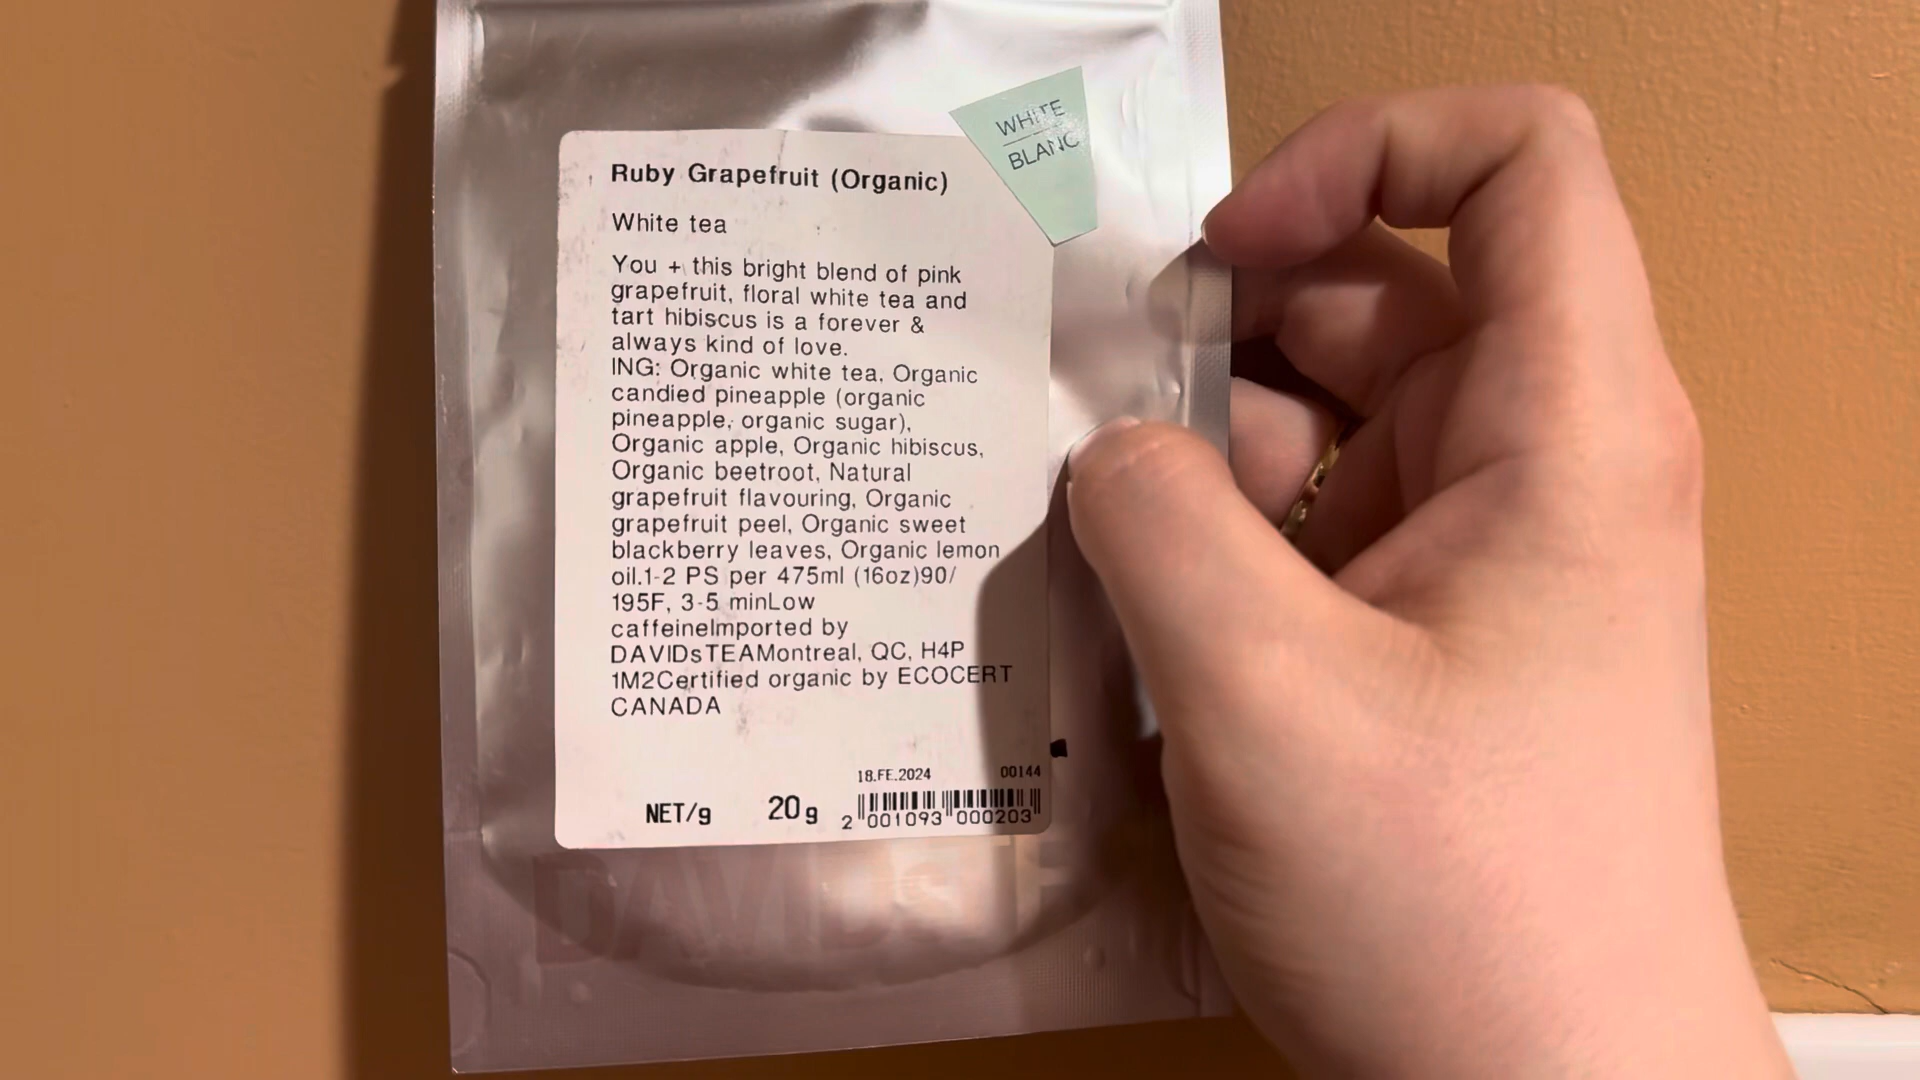 WHITE
BLANC
Ruby Grapefruit (Organic)
White tea
You + this bright blend of pink
grapefruit, floral white tea and
tart hibiscus is a forever &
always kind of love.
ING: Organic white tea, Organic
candied pineapple (organic
pineapple, organic sugar),
Organic apple, Organic hibiscus,
Organic beetroot, Natural
grapefruit flavouring, Organic
grapefruit peel, Organic sweet
blackberry leaves, Organic lemon
oil.1-2 PS per 475ml (16oz)90/
195F, 3-5 minLow
caffeineImported by
DAVIDsTEAMontreal, QC, H4P
1M2Certified organic by ECOCERT
CANADA
18.FE.2024 00144
NET/g 20 g
2 001093 000203